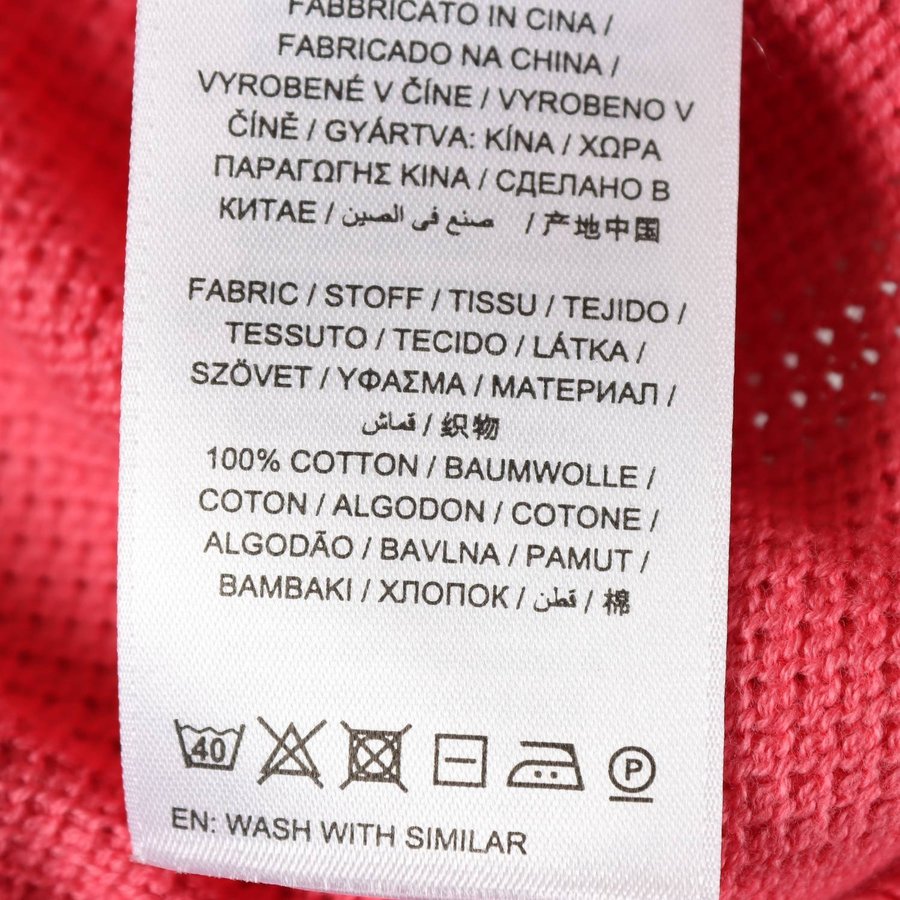 FABBRICATO IN CINA /
FABRICADO NA CHINA /
VYROBENÉ V ČÍNE / VYROBENO V
ČÍNĚ / GYÁRTVA: KÍNA / ΧΩΡΑ
ΠΑΡΑΓΩΓΗΣ ΚΙΝΑ / СДЕЛАНО В
КИТАЕ / صنع في الصين / 产地中国
FABRIC / STOFF / TISSU / TEJIDO /
TESSUTO / TECIDO / LÁTKA /
SZÖVET / ΥΦΑΣΜΑ / МАТЕРИАЛ /
قماش / 织物
100% COTTON / BAUMWOLLE /
COTON / ALGODON / COTONE /
ALGODÃO / BAVLNA / PAMUT /
ΒΑΜΒΑΚΙ / ХЛОПОК / قطن / 棉
40 P
EN: WASH WITH SIMILAR